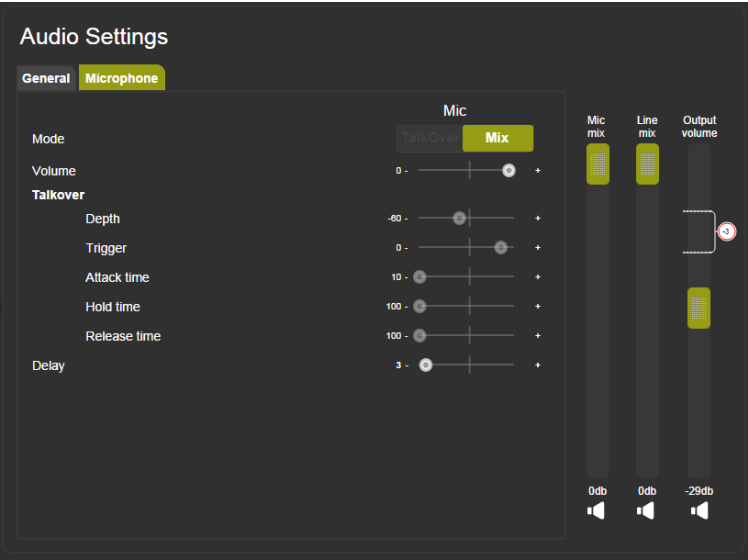 Audio Settings
General Microphone
Mic
Mode TalkOver Mix
Volume 0 - +
Talkover
Depth -60 - +
Trigger 0 - +
Attack time 10 - +
Hold time 100 - +
Release time 100 - +
Delay 3 - +
Mic mix Line mix Output volume
-3
0db 0db -29db